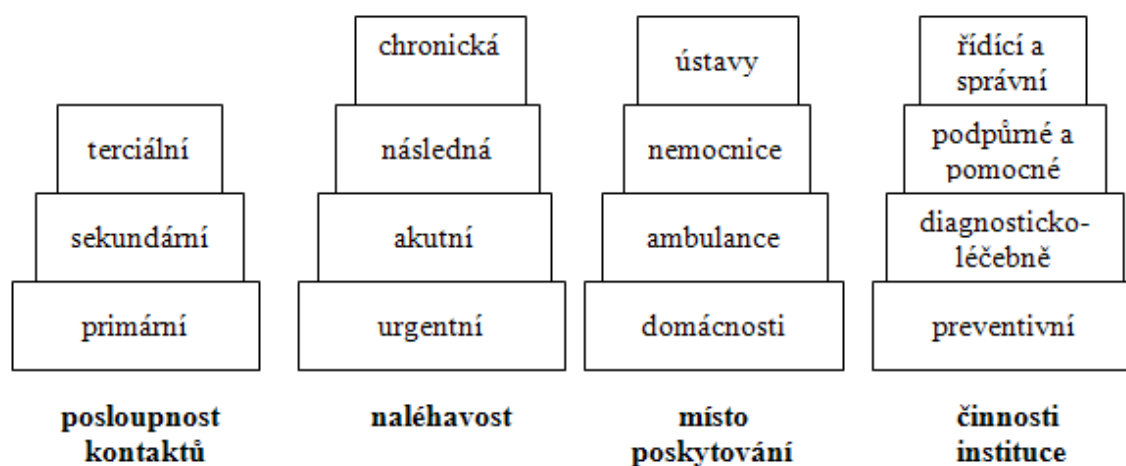 terciální
sekundární
primární
posloupnost
kontaktů
chronická
následná
akutní
urgentní
naléhavost
ústavy
nemocnice
ambulance
domácnosti
místo
poskytování
řídící a
správní
podpůrné a
pomocné
diagnosticko-
léčebně
preventivní
činnosti
instituce